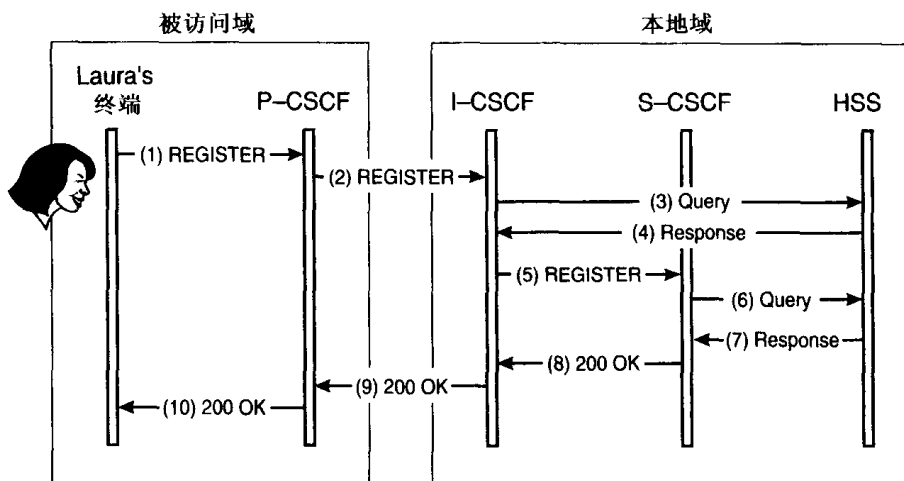 被访问域
本地域
Laura's
终端
P-CSCF
I-CSCF
S-CSCF
HSS
(1) REGISTER
(2) REGISTER
(3) Query
(4) Response
(5) REGISTER
(6) Query
(7) Response
(8) 200 OK
(9) 200 OK
(10) 200 OK